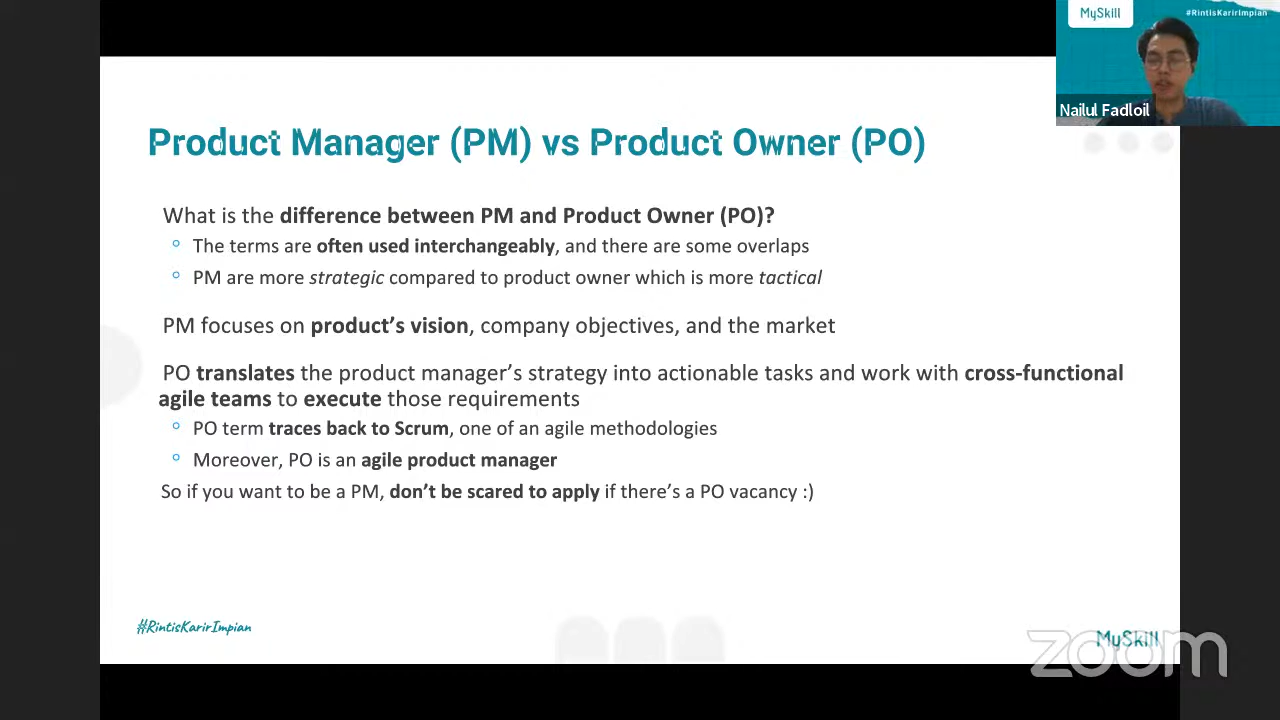 MySkill
#RintisKarirImpian
Nailul Fadloil
Product Manager (PM) vs Product Owner (PO)
What is the difference between PM and Product Owner (PO)?
The terms are often used interchangeably, and there are some overlaps
PM are more strategic compared to product owner which is more tactical
PM focuses on product's vision, company objectives, and the market
PO translates the product manager's strategy into actionable tasks and work with cross-functional
agile teams to execute those requirements
PO term traces back to Scrum, one of an agile methodologies
Moreover, PO is an agile product manager
So if you want to be a PM, don't be scared to apply if there's a PO vacancy :)
#RintisKarirImpian
MySkill
zoom